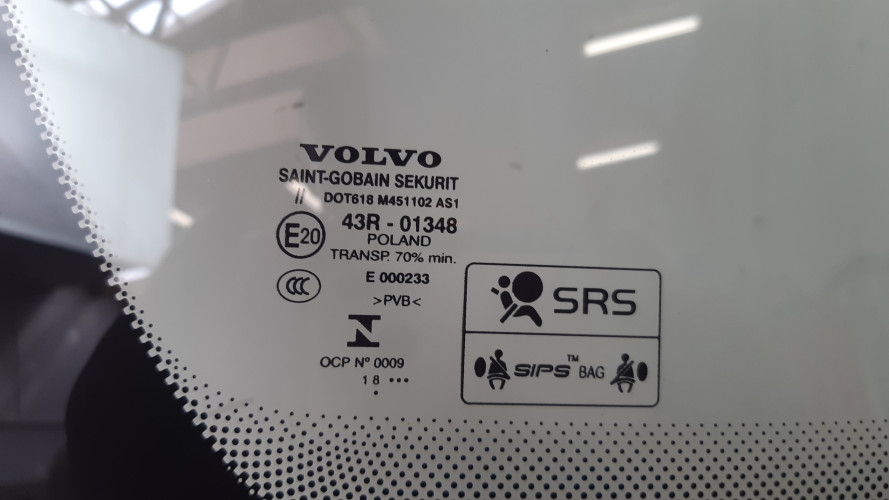 VOLVO
SAINT-GOBAIN SEKURIT
// DOT618 M451102 AS1
E20 43R - 01348
POLAND
TRANSP. 70% min.
CCC E 000233
>PVB<
N
OCP Nº 0009
18 •••
•
SRS
SIPS™ BAG